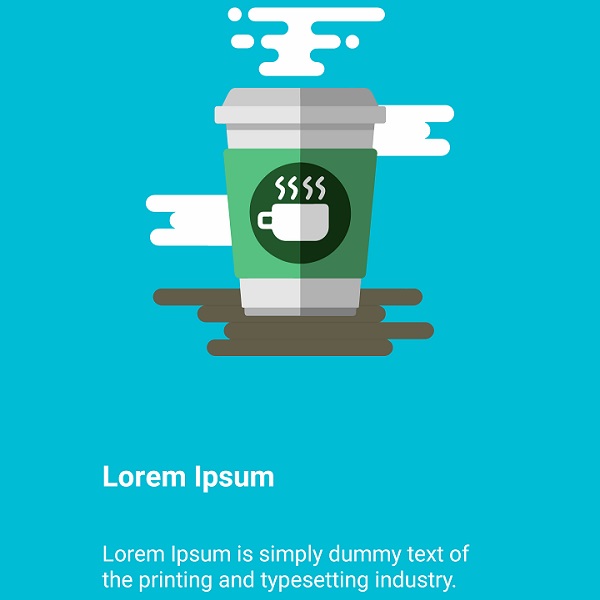 Lorem Ipsum
Lorem Ipsum is simply dummy text of
the printing and typesetting industry.